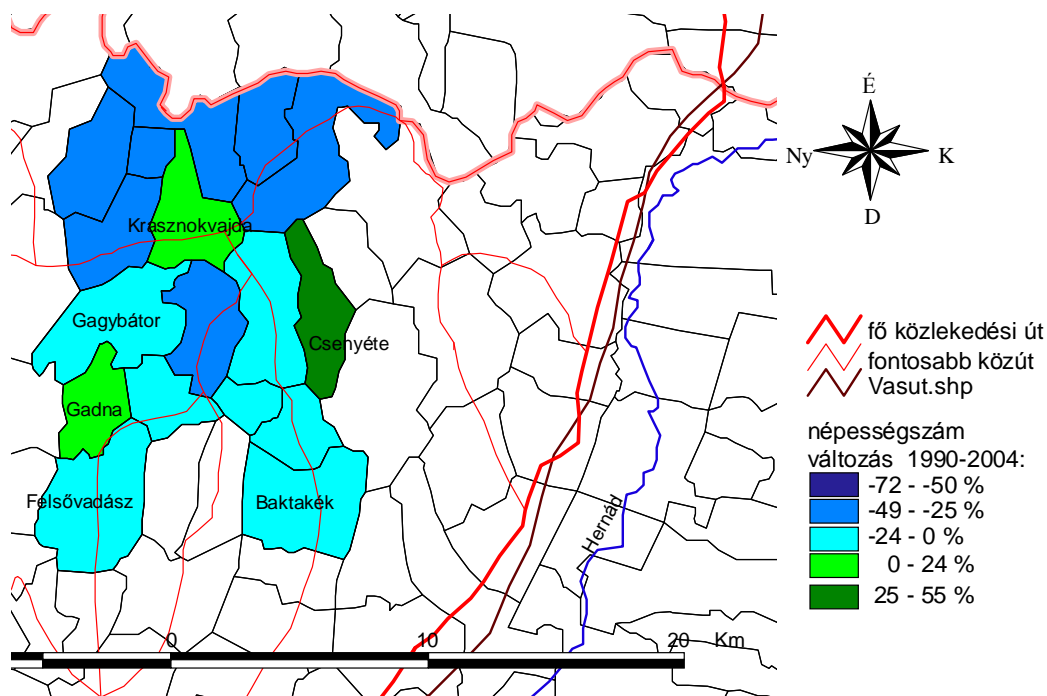 É
Ny
K
D
Krasznokvajda
Gagybátor
Csenyéte
Gadna
Felsővadász
Baktakék
Hernád
fő közlekedési út
fontosabb közút
Vasut.shp
népességszám
változás 1990-2004:
-72 - -50 %
-49 - -25 %
-24 - 0 %
0 - 24 %
25 - 55 %
0 10 20 Km